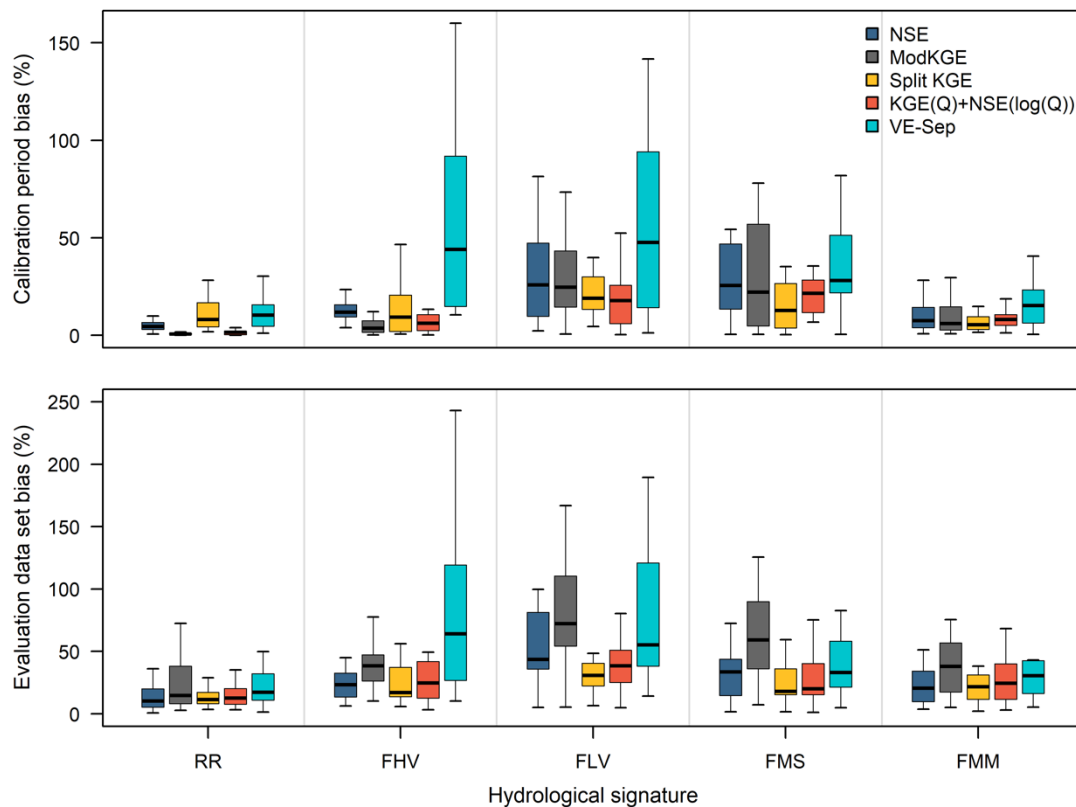 Calibration period bias (%)
150
100
50
0
NSE
ModKGE
Split KGE
KGE(Q)+NSE(log(Q))
VE-Sep
Evaluation data set bias (%)
250
200
150
100
50
0
RR FHV FLV FMS FMM
Hydrological signature